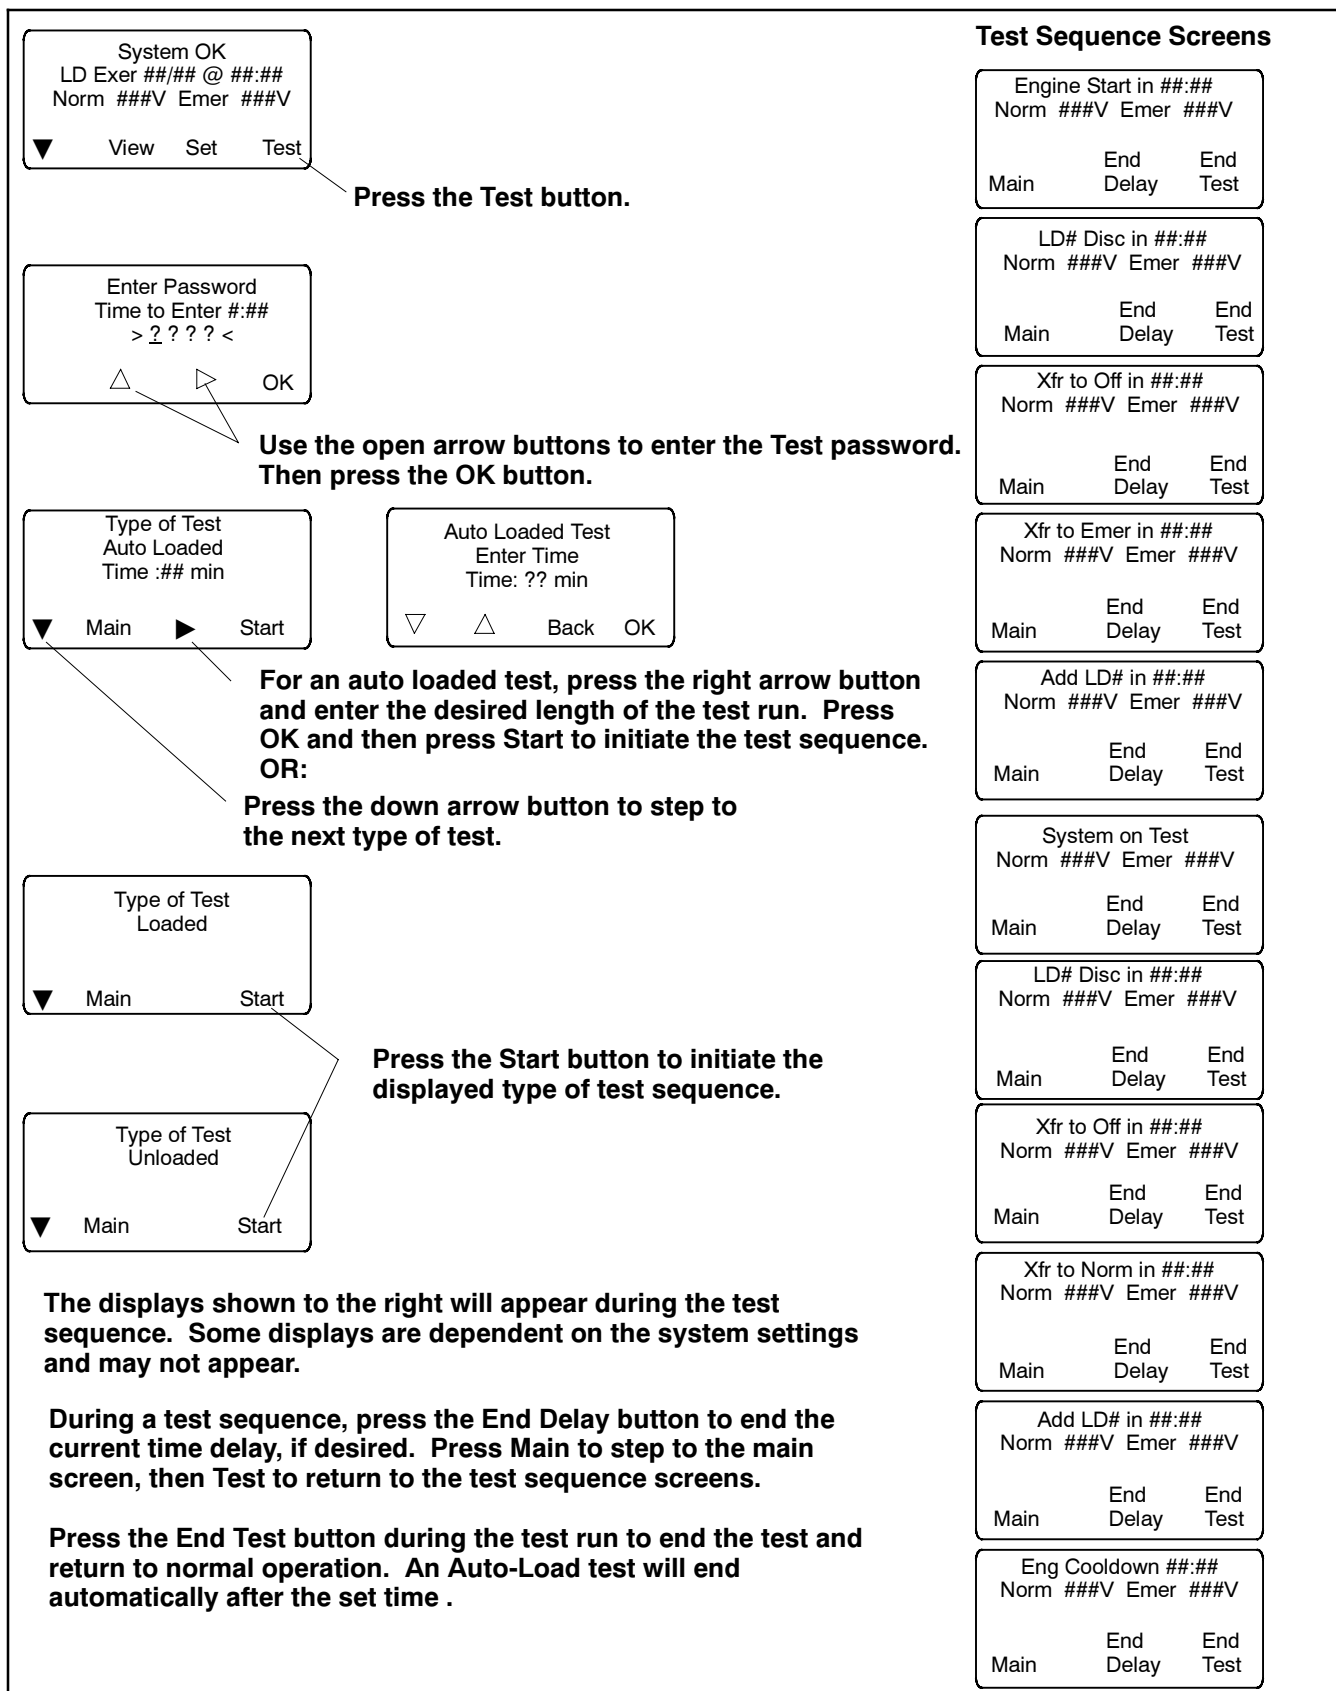 System OK
LD Exer ##/## @ ##:##
Norm ###V Emer ###V
▼ View Set Test
Press the Test button.
Enter Password
Time to Enter #:##
> ? ? ? ? <
△ ▷ OK
Use the open arrow buttons to enter the Test password.
Then press the OK button.
Type of Test
Auto Loaded
Time :## min
▼ Main ▶ Start
Auto Loaded Test
Enter Time
Time: ?? min
▽ △ Back OK
For an auto loaded test, press the right arrow button
and enter the desired length of the test run. Press
OK and then press Start to initiate the test sequence.
OR:
Press the down arrow button to step to
the next type of test.
Type of Test
Loaded
▼ Main Start
Press the Start button to initiate the
displayed type of test sequence.
Type of Test
Unloaded
▼ Main Start
The displays shown to the right will appear during the test
sequence. Some displays are dependent on the system settings
and may not appear.
During a test sequence, press the End Delay button to end the
current time delay, if desired. Press Main to step to the main
screen, then Test to return to the test sequence screens.
Press the End Test button during the test run to end the test and
return to normal operation. An Auto-Load test will end
automatically after the set time .
Test Sequence Screens
Engine Start in ##:##
Norm ###V Emer ###V
End End
Main Delay Test
LD# Disc in ##:##
Norm ###V Emer ###V
End End
Main Delay Test
Xfr to Off in ##:##
Norm ###V Emer ###V
End End
Main Delay Test
Xfr to Emer in ##:##
Norm ###V Emer ###V
End End
Main Delay Test
Add LD# in ##:##
Norm ###V Emer ###V
End End
Main Delay Test
System on Test
Norm ###V Emer ###V
End End
Main Delay Test
LD# Disc in ##:##
Norm ###V Emer ###V
End End
Main Delay Test
Xfr to Off in ##:##
Norm ###V Emer ###V
End End
Main Delay Test
Xfr to Norm in ##:##
Norm ###V Emer ###V
End End
Main Delay Test
Add LD# in ##:##
Norm ###V Emer ###V
End End
Main Delay Test
Eng Cooldown ##:##
Norm ###V Emer ###V
End End
Main Delay Test